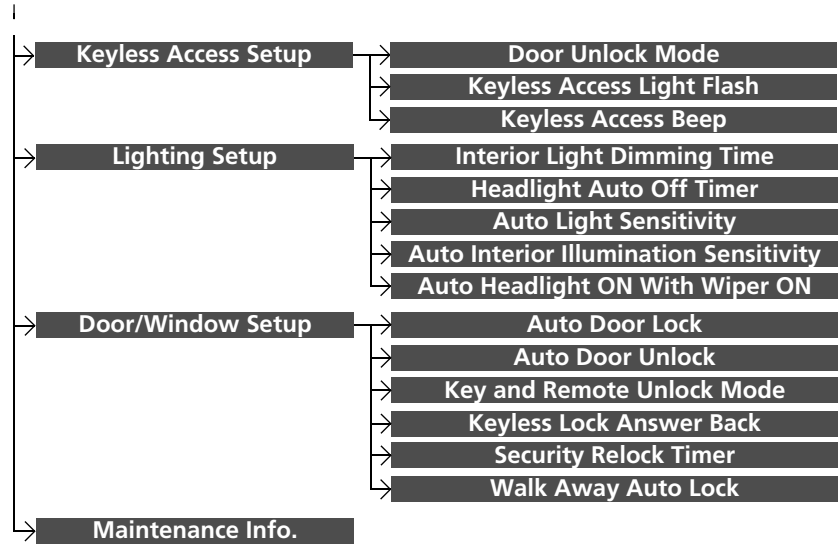 Keyless Access Setup
Door Unlock Mode
Keyless Access Light Flash
Keyless Access Beep
Lighting Setup
Interior Light Dimming Time
Headlight Auto Off Timer
Auto Light Sensitivity
Auto Interior Illumination Sensitivity
Auto Headlight ON With Wiper ON
Door/Window Setup
Auto Door Lock
Auto Door Unlock
Key and Remote Unlock Mode
Keyless Lock Answer Back
Security Relock Timer
Walk Away Auto Lock
Maintenance Info.